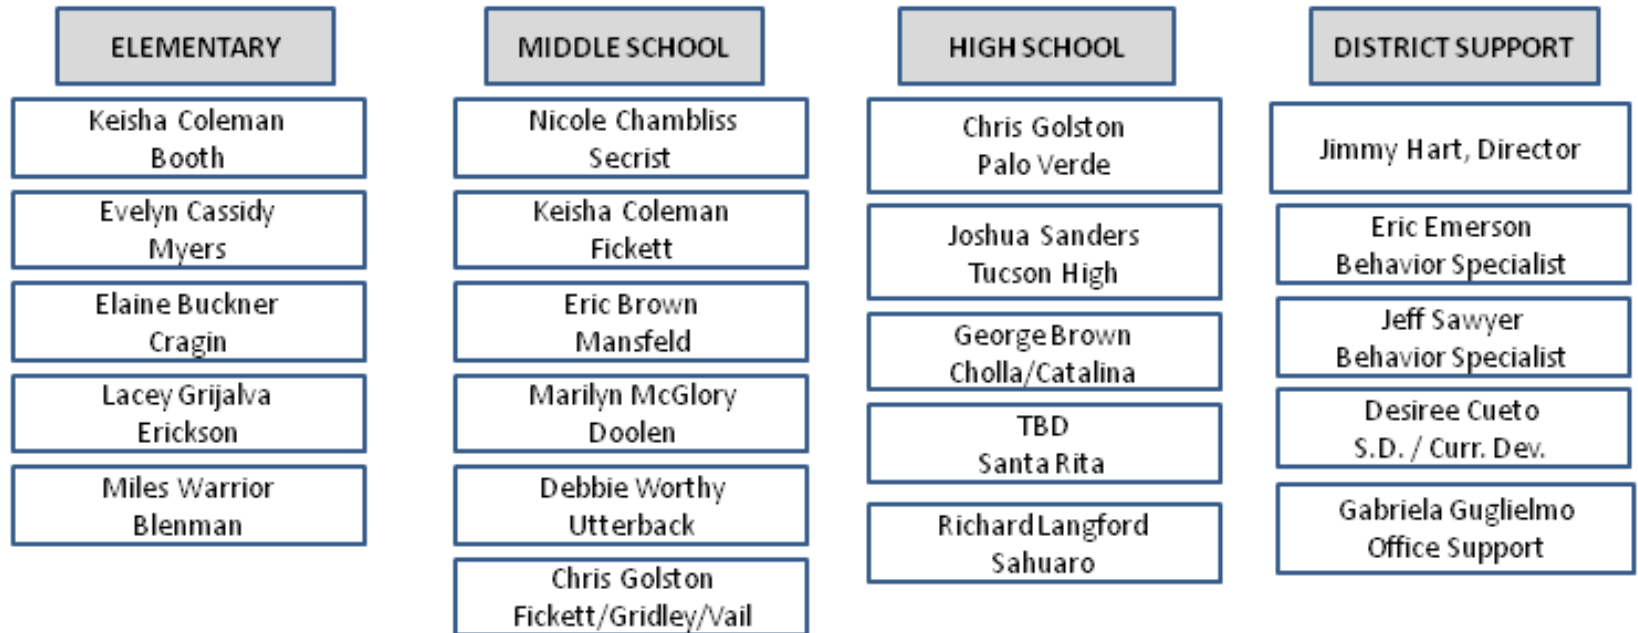 ELEMENTARY
Keisha Coleman
Booth
Evelyn Cassidy
Myers
Elaine Buckner
Cragin
Lacey Grijalva
Erickson
Miles Warrior
Blenman
MIDDLE SCHOOL
Nicole Chambliss
Secrist
Keisha Coleman
Fickett
Eric Brown
Mansfeld
Marilyn McGlory
Doolen
Debbie Worthy
Utterback
Chris Golston
Fickett/Gridley/Vail
HIGH SCHOOL
Chris Golston
Palo Verde
Joshua Sanders
Tucson High
George Brown
Cholla/Catalina
TBD
Santa Rita
Richard Langford
Sahuaro
DISTRICT SUPPORT
Jimmy Hart, Director
Eric Emerson
Behavior Specialist
Jeff Sawyer
Behavior Specialist
Desiree Cueto
S.D. / Curr. Dev.
Gabriela Guglielmo
Office Support